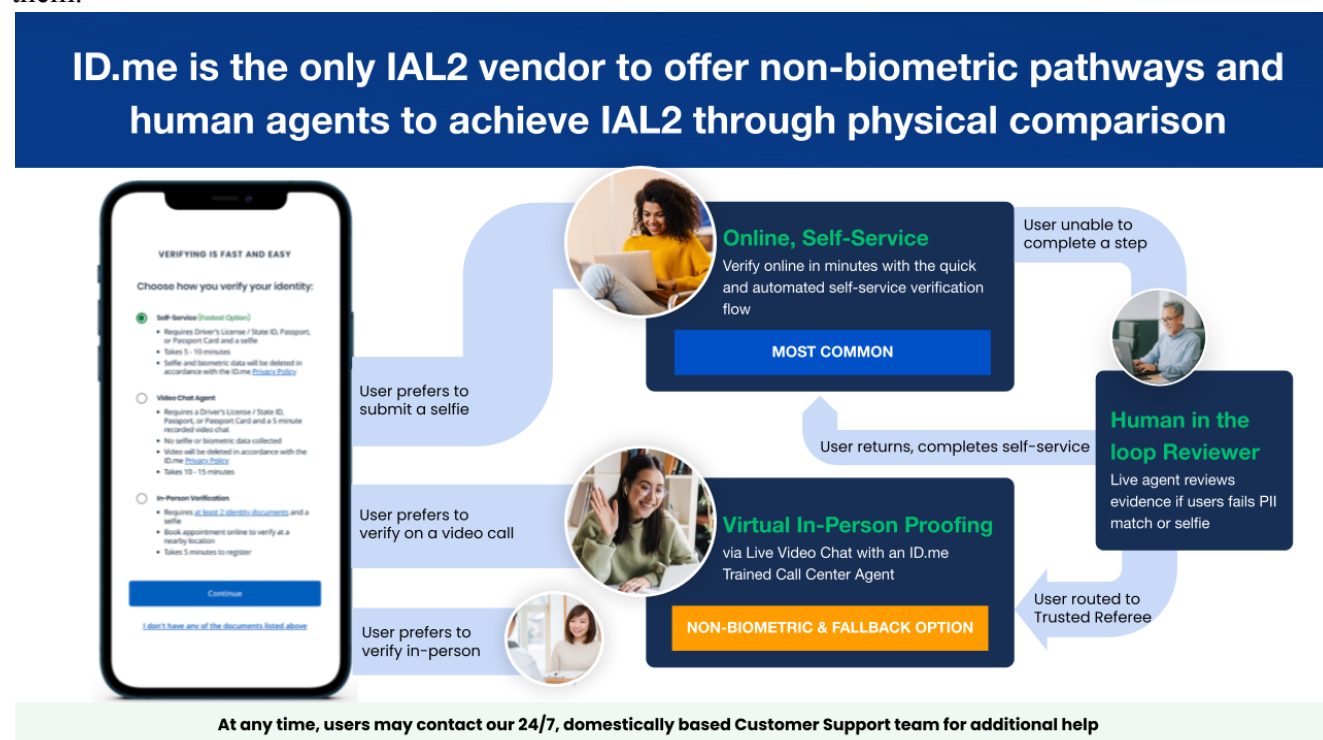 them.
ID.me is the only IAL2 vendor to offer non-biometric pathways and
human agents to achieve IAL2 through physical comparison
VERIFYING IS FAST AND EASY
Choose how you verify your identity:
Self-Service (Fastest Option)
• Requires Driver's License / State ID, Passport,
or Passport Card and a selfie
• Takes 5 - 10 minutes
• Selfie and biometric data will be deleted in
accordance with the ID.me Privacy Policy
Video Chat Agent
• Requires a Driver's License / State ID,
Passport, or Passport Card and a 5 minute
recorded video chat
• No selfie or biometric data collected
• Video will be deleted in accordance with the
ID.me Privacy Policy
• Takes 10 - 15 minutes
In-Person Verification
• Requires at least 2 identity documents and a
selfie
• Book appointment online to verify at a
nearby location
• Takes 5 minutes to register
Continue
I don't have any of the documents listed above
User prefers to
submit a selfie
User prefers to
verify on a video call
User prefers to
verify in-person
Online, Self-Service
Verify online in minutes with the quick
and automated self-service verification
flow
MOST COMMON
User unable to
complete a step
Human in the
loop Reviewer
Live agent reviews
evidence if users fails PII
match or selfie
User returns, completes self-service
User routed to
Trusted Referee
Virtual In-Person Proofing
via Live Video Chat with an ID.me
Trained Call Center Agent
NON-BIOMETRIC & FALLBACK OPTION
At any time, users may contact our 24/7, domestically based Customer Support team for additional help